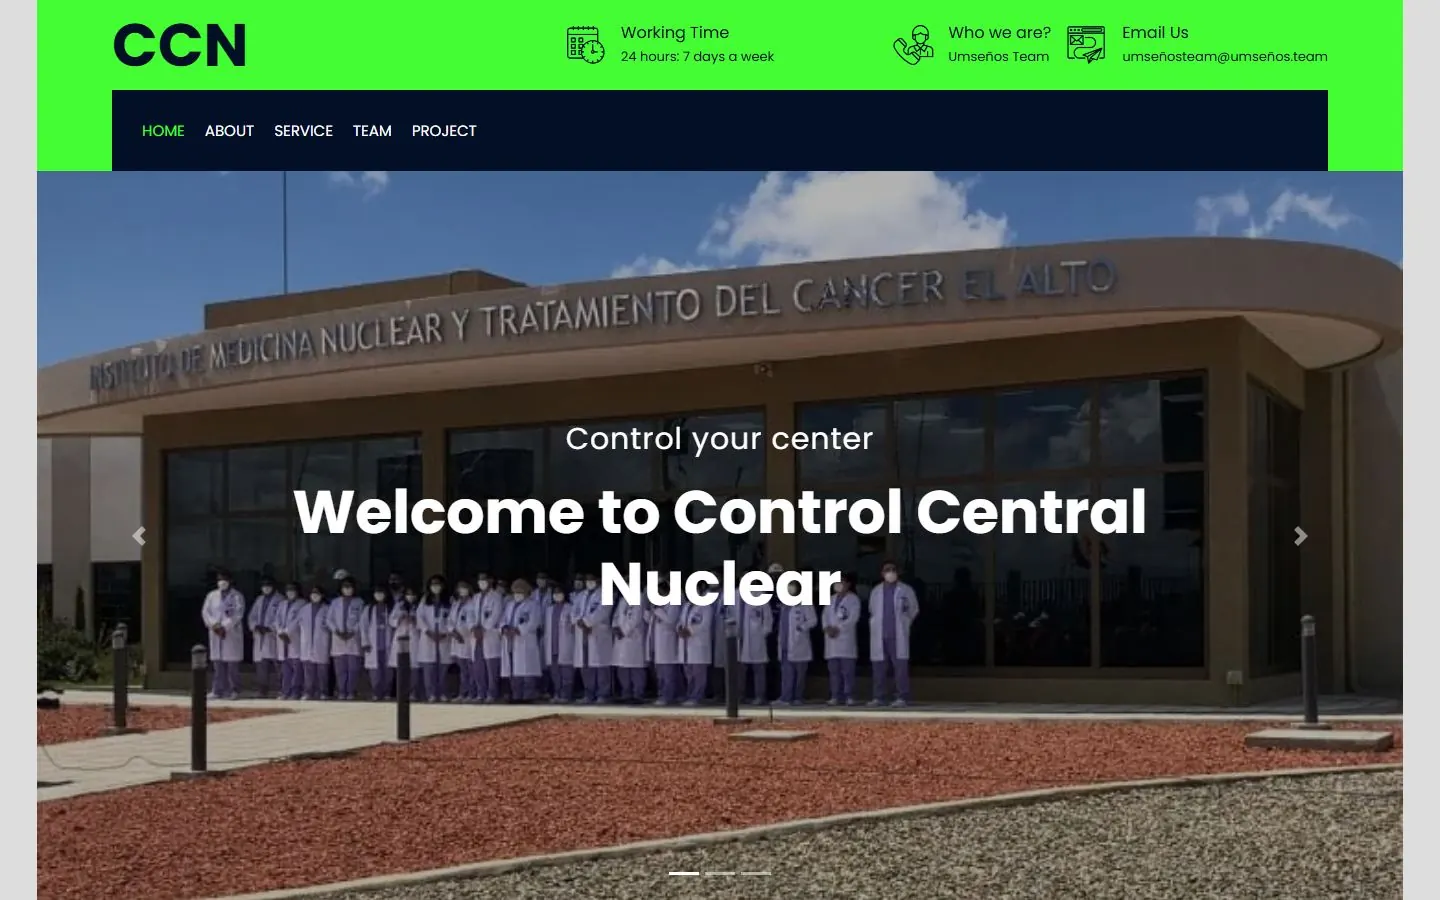 CCN
Working Time
24 hours: 7 days a week
Who we are?
Umseños Team
Email Us
umseñosteam@umseños.team
HOME ABOUT SERVICE TEAM PROJECT
INSTITUTO DE MEDICINA NUCLEAR Y TRATAMIENTO DEL CANCER EL ALTO
Control your center
Welcome to Control Central
Nuclear